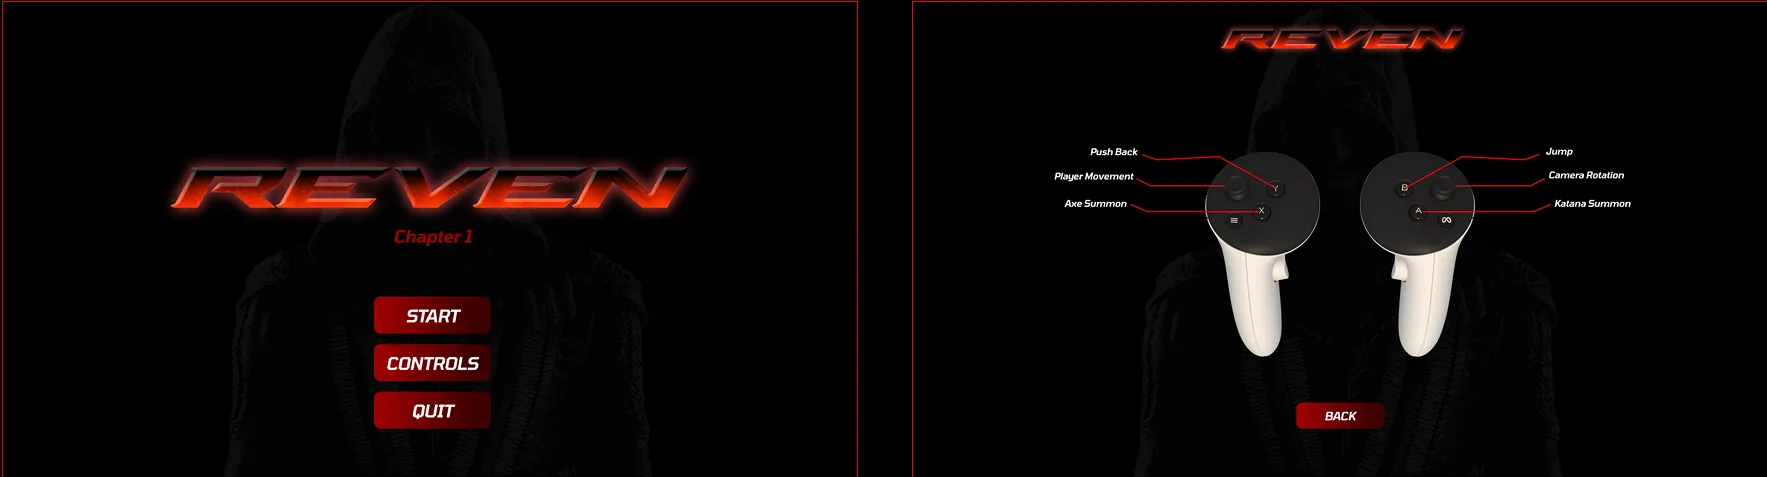 REVEN
Chapter 1
START
CONTROLS
QUIT
REVEN
Push Back
Player Movement
Axe Summon
Y
X
B
A
Jump
Camera Rotation
Katana Summon
BACK